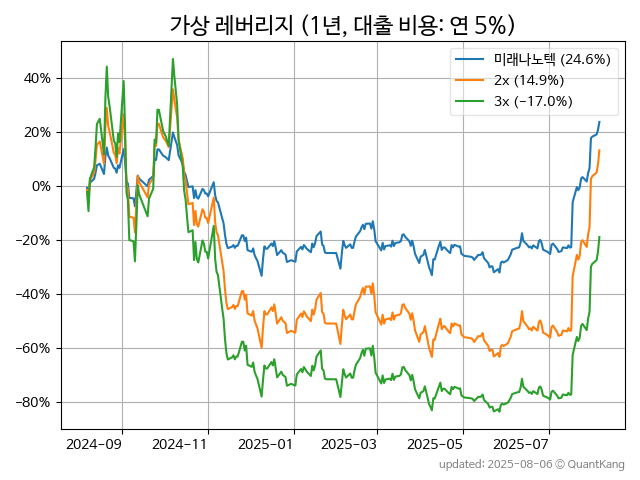 가상 레버리지 (1년, 대출 비용: 연 5%)
미래나노텍 (24.6%)
2x (14.9%)
3x (−17.0%)
40%
20%
0%
−20%
−40%
−60%
−80%
2024-09
2024-11
2025-01
2025-03
2025-05
2025-07
updated: 2025-08-06 © QuantKang